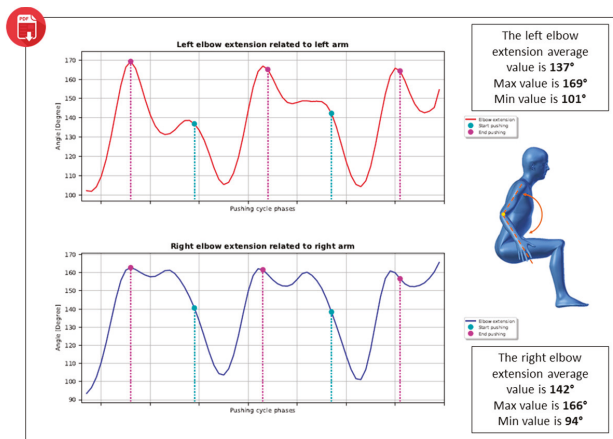 PDF
Left elbow extension related to left arm
170
160
150
140
130
120
110
100
Angle [Degree]
Pushing cycle phases
The left elbow
extension average
value is 137°
Max value is 169°
Min value is 101°
Elbow extension
Start pushing
End pushing
Right elbow extension related to right arm
170
160
150
140
130
120
110
100
90
Angle [Degree]
Pushing cycle phases
Elbow extension
Start pushing
End pushing
The right elbow
extension average
value is 142°
Max value is 166°
Min value is 94°